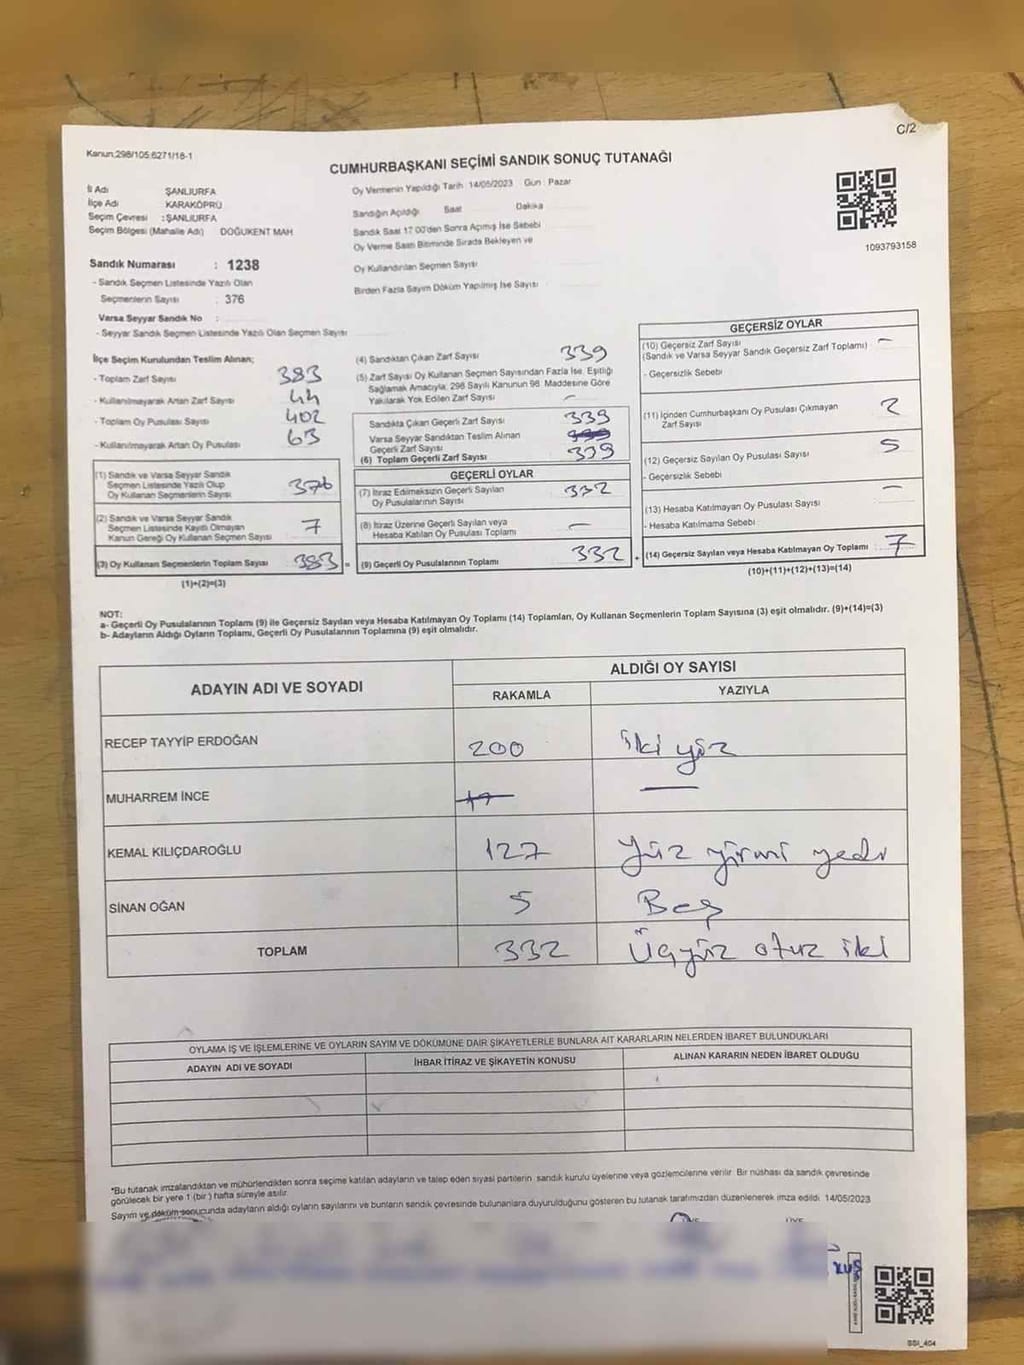 C/2
Kanun:298/105;6271/18-1
CUMHURBAŞKANI SEÇİMİ SANDIK SONUÇ TUTANAĞI
İl Adı ŞANLIURFA
İlçe Adı KARAKÖPRÜ
Seçim Çevresi : ŞANLIURFA
Seçim Bölgesi (Mahalle Adı) DOĞUKENT MAH
Oy Vermenin Yapıldığı Tarih 14/05/2023 Gün : Pazar
Sandığın Açıldığı Saat Dakika
Sandık Saat 17:00'den Sonra Açımış İse Sebebi
Oy Verme Saati Bitiminde Sırada Bekleyen ve
Oy Kullandırılan Seçmen Sayısı
Birden Fazla Sayım Döküm Yapılmış İse Sayısı
1093793158
Sandık Numarası : 1238
- Sandık Seçmen Listesinde Yazılı Olan
Seçmenlerin Sayısı : 376
Varsa Seyyar Sandık No :
- Seyyar Sandık Seçmen Listesinde Yazılı Olan Seçmen Sayısı
İlçe Seçim Kurulundan Teslim Alınan;
- Toplam Zarf Sayısı 383
- Kullanılmayarak Artan Zarf Sayısı 44
- Toplam Oy Pusulası Sayısı 402
- Kullanılmayarak Artan Oy Pusulası 63
(1) Sandık ve Varsa Seyyar Sandık
Seçmen Listesinde Yazılı Olup
Oy Kullanan Seçmenlerin Sayısı 376
(2) Sandık ve Varsa Seyyar Sandık
Seçmen Listesinde Kayıtlı Olmayan
Kanun Gereği Oy Kullanan Seçmen Sayısı 7
(3) Oy Kullanan Seçmenlerin Toplam Sayısı 383 =
(1)+(2)=(3)
(4) Sandıktan Çıkan Zarf Sayısı 339
(5) Zarf Sayısı Oy Kullanan Seçmen Sayısından Fazla İse, Eşitliği
Sağlamak Amacıyla, 298 Sayılı Kanunun 98. Maddesine Göre
Yakılarak Yok Edilen Zarf Sayısı –
Sandıkta Çıkan Geçerli Zarf Sayısı 339
Varsa Seyyar Sandıktan Teslim Alınan
Geçerli Zarf Sayısı
(6) Toplam Geçerli Zarf Sayısı 339
GEÇERLİ OYLAR
(7) İtiraz Edilmeksizin Geçerli Sayılan
Oy Pusulalarının Sayısı 332
(8) İtiraz Üzerine Geçerli Sayılan veya
Hesaba Katılan Oy Pusulası Toplamı –
(9) Geçerli Oy Pusulalarının Toplamı 332 +
GEÇERSİZ OYLAR
(10) Geçersiz Zarf Sayısı –
(Sandık ve Varsa Seyyar Sandık Geçersiz Zarf Toplamı)
- Geçersizlik Sebebi
(11) İçinden Cumhurbaşkanı Oy Pusulası Çıkmayan
Zarf Sayısı 2
(12) Geçersiz Sayılan Oy Pusulası Sayısı 5
- Geçersizlik Sebebi
(13) Hesaba Katılmayan Oy Pusulası Sayısı –
- Hesaba Katılmama Sebebi
(14) Geçersiz Sayılan veya Hesaba Katılmayan Oy Toplamı 7
(10)+(11)+(12)+(13)=(14)
NOT:
a- Geçerli Oy Pusulalarının Toplamı (9) ile Geçersiz Sayılan veya Hesaba Katılmayan Oy Toplamı (14) Toplamları, Oy Kullanan Seçmenlerin Toplam Sayısına (3) eşit olmalıdır. (9)+(14)=(3)
b- Adayların Aldığı Oyların Toplamı, Geçerli Oy Pusulalarının Toplamına (9) eşit olmalıdır.
ADAYIN ADI VE SOYADI
ALDIĞI OY SAYISI
RAKAMLA YAZIYLA
RECEP TAYYİP ERDOĞAN 200 iki yüz
MUHARREM İNCE —
KEMAL KILIÇDAROĞLU 127 Yüz yirmi yedi
SİNAN OĞAN 5 Beş
TOPLAM 332 Üçyüz otuz iki
OYLAMA İŞ VE İŞLEMLERİNE VE OYLARIN SAYIM VE DÖKÜMÜNE DAİR ŞİKAYETLERLE BUNLARA AİT KARARLARIN NELERDEN İBARET BULUNDUKLARI
ADAYIN ADI VE SOYADI İHBAR İTİRAZ VE ŞİKAYETİN KONUSU ALINAN KARARIN NEDEN İBARET OLDUĞU
*Bu tutanak imzalandıktan ve mühürlendikten sonra seçime katılan adayların ve talep eden siyasi partilerin sandık kurulu üyelerine veya gözlemcilerine verilir. Bir nüshası da sandık çevresinde
görülecek bir yere 1 (bir) hafta süreyle asılır.
Sayım ve döküm sonucunda adayların aldığı oyların sayılarını ve bunların sandık çevresinde bulunanlara duyurulduğunu gösteren bu tutanak tarafımızdan düzenlenerek imza edildi. 14/05/2023
SSI_404